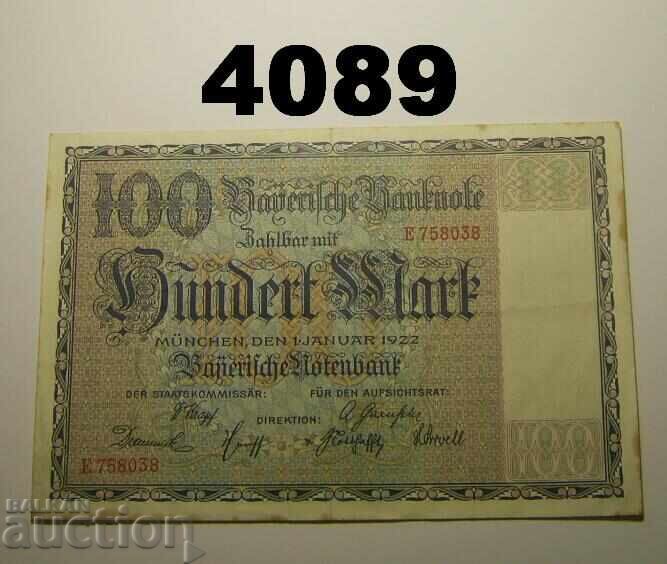 4089
100 Bayerische Banknote 11
Zahlbar mit E 758038
Hundert Mark
MÜNCHEN, DEN 1. JANUAR 1922
Bayerische Notenbank
DER STAATSKOMMISSÄR: FÜR DEN AUFSICHTSRAT:
DIREKTION:
E 758038
100
BALKAN
auction